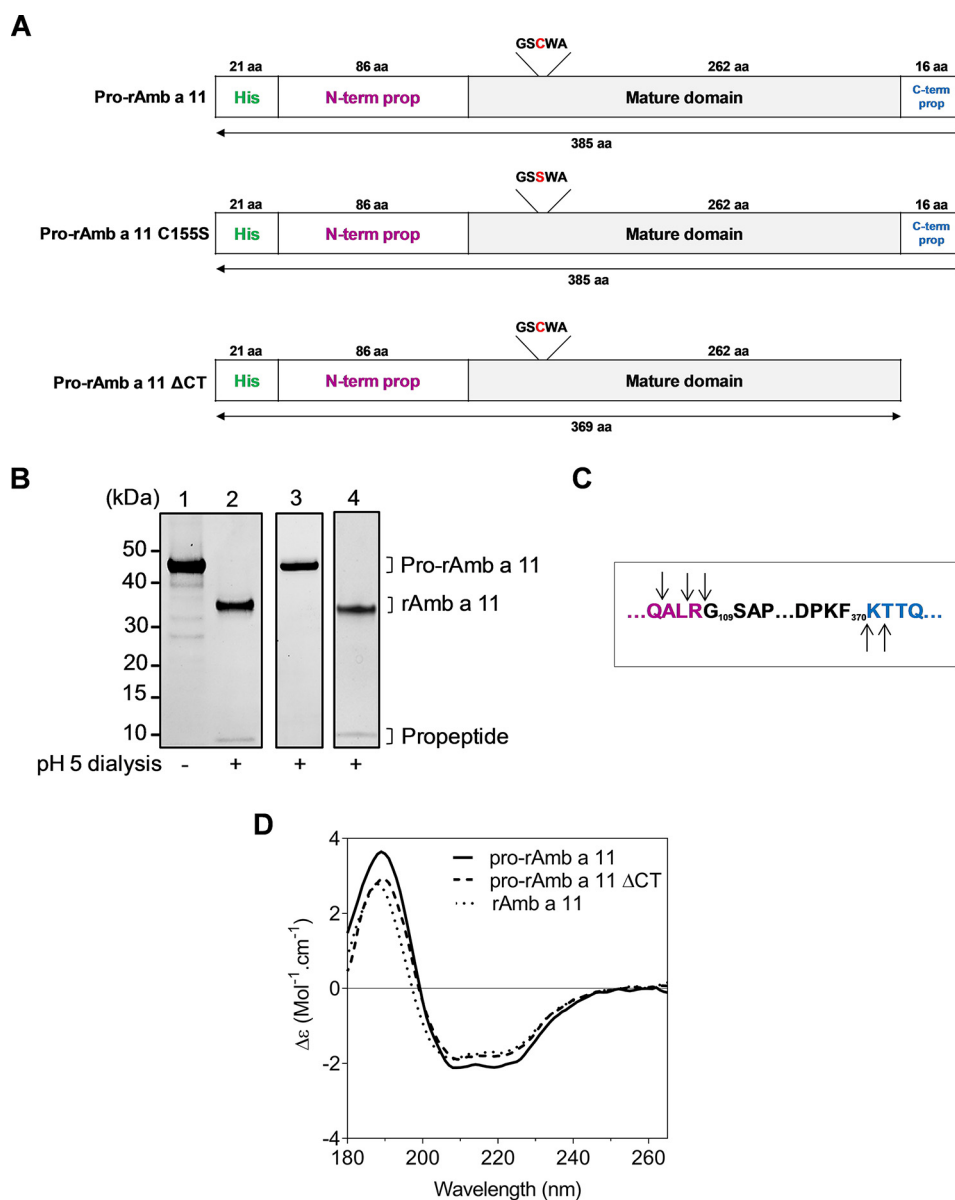 A
GSCWA
21 aa 86 aa 262 aa 16 aa
Pro-rAmb a 11 His N-term prop Mature domain C-term prop
385 aa
GSSWA
21 aa 86 aa 262 aa 16 aa
Pro-rAmb a 11 C155S His N-term prop Mature domain C-term prop
385 aa
GSCWA
21 aa 86 aa 262 aa
Pro-rAmb a 11 ΔCT His N-term prop Mature domain
369 aa
B
(kDa) 1 2 3 4
50
40
30
20
15
10
Pro-rAmb a 11
rAmb a 11
Propeptide
pH 5 dialysis - + + +
C
...QALRG109SAP...DPKF370KTTQ...
D
4
2
0
-2
-4
Δε (Mol-1.cm-1)
pro-rAmb a 11
pro-rAmb a 11 ΔCT
rAmb a 11
180 200 220 240 260
Wavelength (nm)